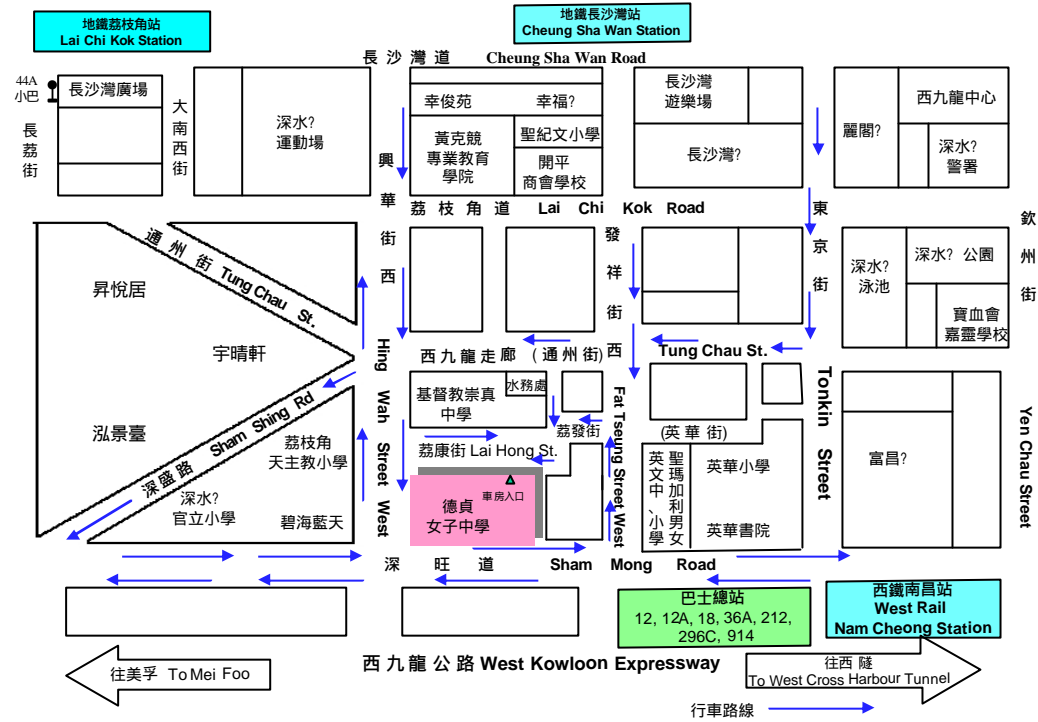 地鐵荔枝角站
Lai Chi Kok Station
地鐵長沙灣站
Cheung Sha Wan Station
長沙灣道 Cheung Sha Wan Road
44A
小巴
長沙灣廣場
長荔街
大南西街
深水?
運動場
幸俊苑
幸福?
黃克競
專業教育
學院
聖紀文小學
開平
商會學校
長沙灣
遊樂場
長沙灣?
麗閣?
西九龍中心
深水?
警署
荔枝角道 Lai Chi Kok Road
興華街西
Hing Wah Street West
發祥街西
Fat Tseung Street West
東京街
Tonkin Street
欽州街
Yen Chau Street
通州街 Tung Chau St.
昇悅居
宇晴軒
泓景臺
深盛路 Sham Shing Rd
荔枝角
天主教小學
深水?
官立小學
碧海藍天
深水?
泳池
深水? 公園
寶血會
嘉靈學校
西九龍走廊 (通州街)
Tung Chau St.
基督教崇真
中學
水務處
荔發街
荔康街 Lai Hong St.
車房入口
德貞
女子中學
(英華街)
英文中、小學
聖瑪加利男女
英華小學
英華書院
富昌?
深旺道 Sham Mong Road
巴士總站
12, 12A, 18, 36A, 212,
296C, 914
西鐵南昌站
West Rail
Nam Cheong Station
西九龍公路 West Kowloon Expressway
往美孚 To Mei Foo
往西隧
To West Cross Harbour Tunnel
行車路線